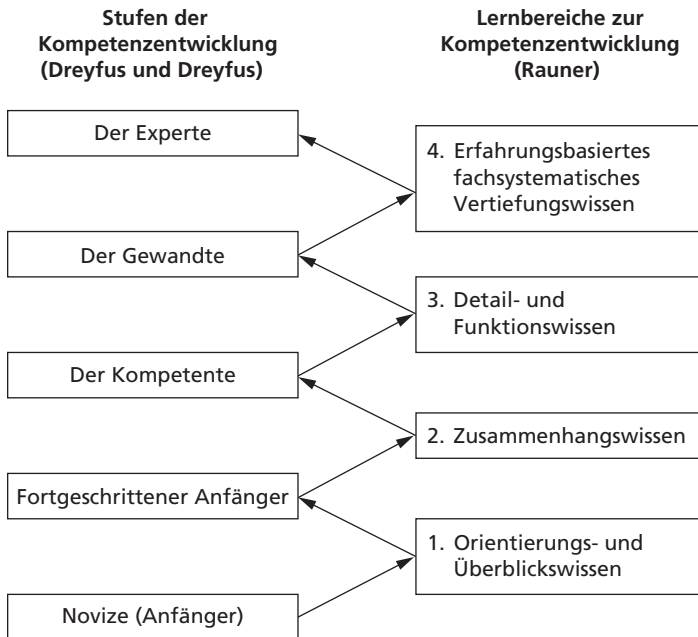 Stufen der
Kompetenzentwicklung
(Dreyfus und Dreyfus)
Der Experte
Der Gewandte
Der Kompetente
Fortgeschrittener Anfänger
Novize (Anfänger)
Lernbereiche zur
Kompetenzentwicklung
(Rauner)
4. Erfahrungsbasiertes
fachsystematisches
Vertiefungswissen
3. Detail- und
Funktionswissen
2. Zusammenhangswissen
1. Orientierungs- und
Überblickswissen